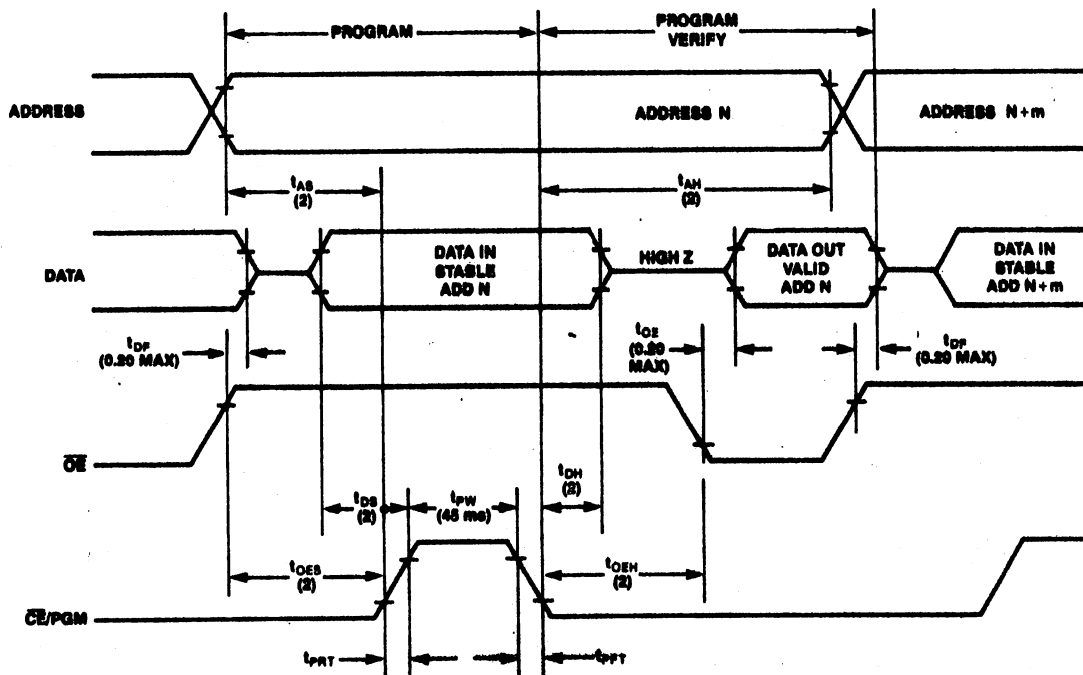 PROGRAM
PROGRAM
VERIFY
ADDRESS
ADDRESS N
ADDRESS N+m
tAS
(2)
tAH
(2)
DATA
DATA IN
STABLE
ADD N
HIGH Z
DATA OUT
VALID
ADD N
DATA IN
STABLE
ADD N+m
tDF
(0.20 MAX)
tOE
(0.20
MAX)
tDF
(0.20 MAX)
OE
tDS
(2)
tPW
(45 ms)
tDH
(2)
tOES
(2)
tOEH
(2)
CE/PGM
tPRT
tPFT